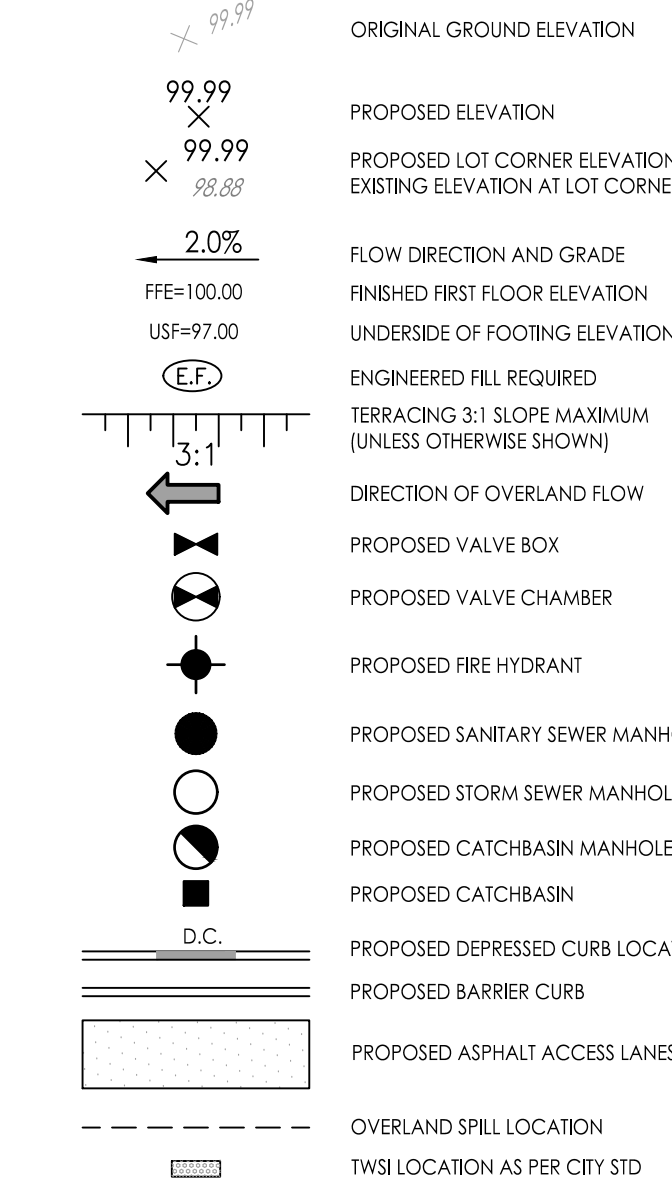 99.99 ORIGINAL GROUND ELEVATION
99.99 PROPOSED ELEVATION
99.99 PROPOSED LOT CORNER ELEVATION
98.88 EXISTING ELEVATION AT LOT CORNE
2.0% FLOW DIRECTION AND GRADE
FFE=100.00 FINISHED FIRST FLOOR ELEVATION
USF=97.00 UNDERSIDE OF FOOTING ELEVATION
E.F. ENGINEERED FILL REQUIRED
TERRACING 3:1 SLOPE MAXIMUM
(UNLESS OTHERWISE SHOWN)
3:1
DIRECTION OF OVERLAND FLOW
PROPOSED VALVE BOX
PROPOSED VALVE CHAMBER
PROPOSED FIRE HYDRANT
PROPOSED SANITARY SEWER MANH
PROPOSED STORM SEWER MANHOL
PROPOSED CATCHBASIN MANHOLE
PROPOSED CATCHBASIN
D.C. PROPOSED DEPRESSED CURB LOCA
PROPOSED BARRIER CURB
PROPOSED ASPHALT ACCESS LANES
OVERLAND SPILL LOCATION
TWSI LOCATION AS PER CITY STD